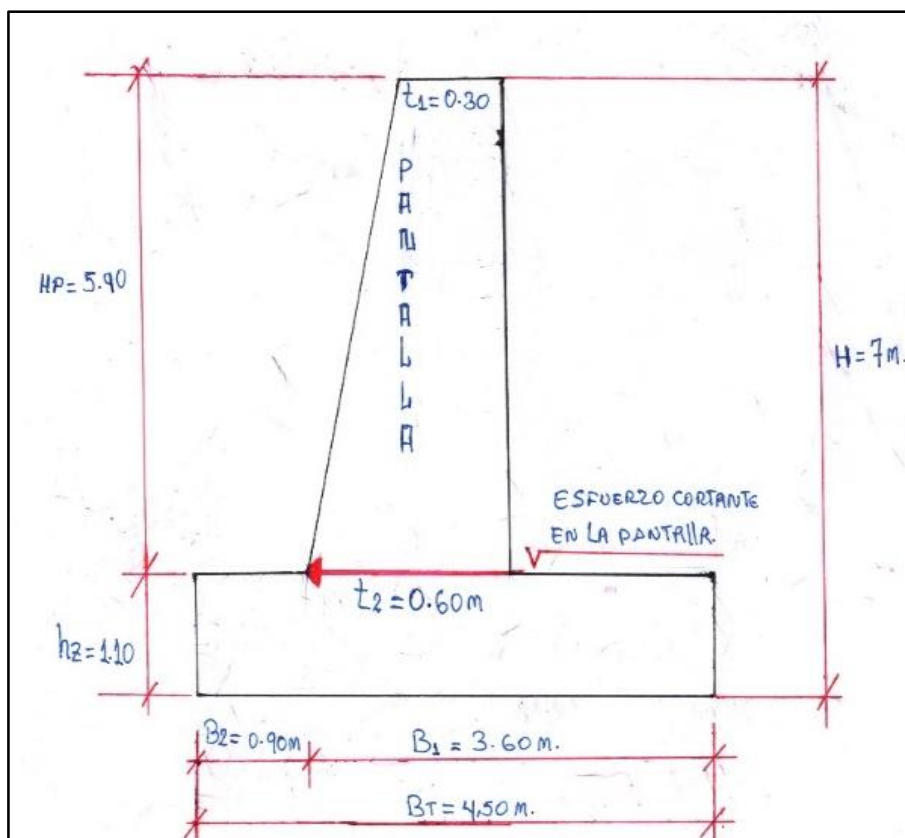 t1=0.30
PANTALLLA
HP=5.90
H=7m.
ESFUERZO CORTANTE
EN LA PANTAllA.
V
t2=0.60m
hz=1.10
B2=0.90m
B1=3.60m.
BT=4,50m.